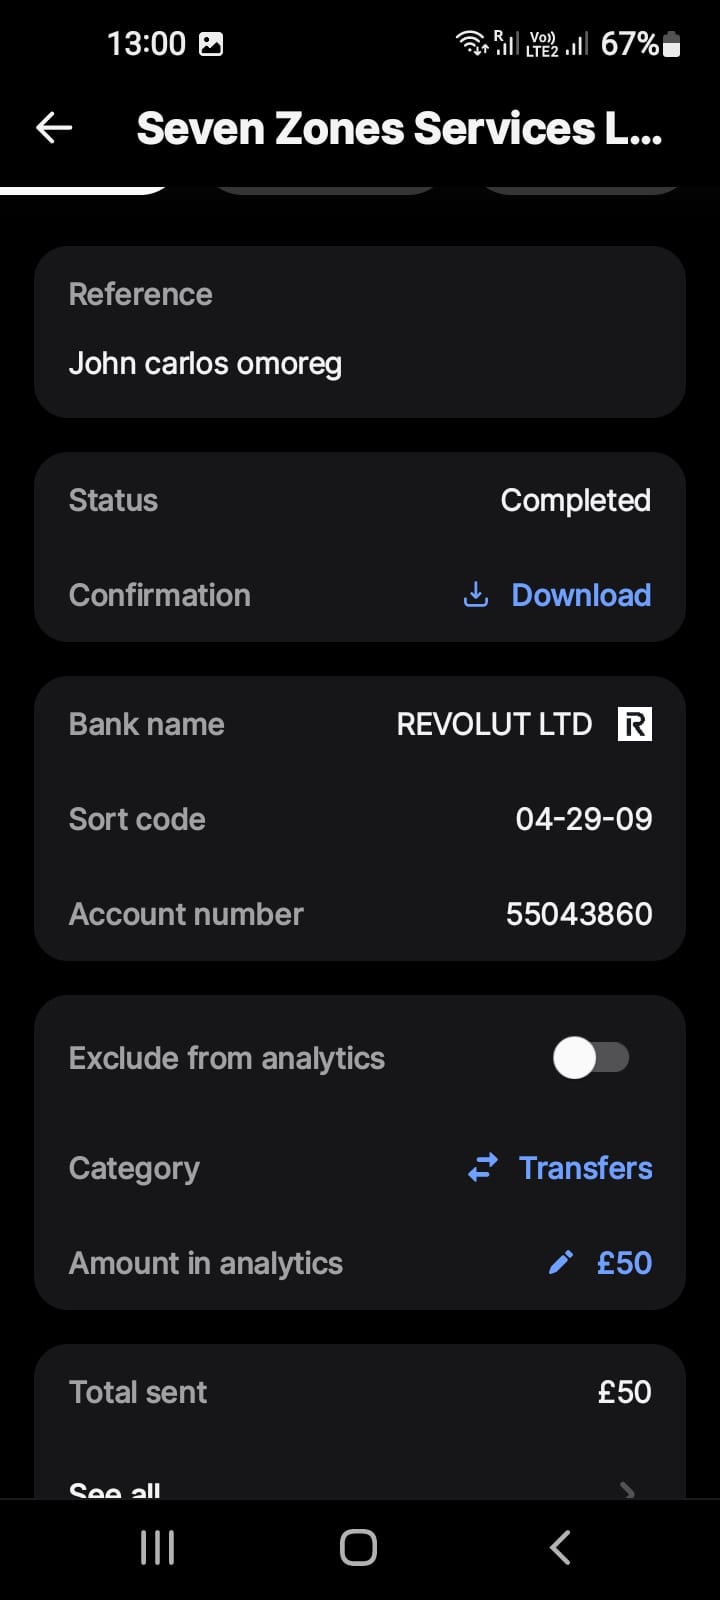 13:00 R Vo)) LTE2 67%
Seven Zones Services L...
Reference
John carlos omoreg
Status Completed
Confirmation Download
Bank name REVOLUT LTD R
Sort code 04-29-09
Account number 55043860
Exclude from analytics
Category Transfers
Amount in analytics £50
Total sent £50
See all